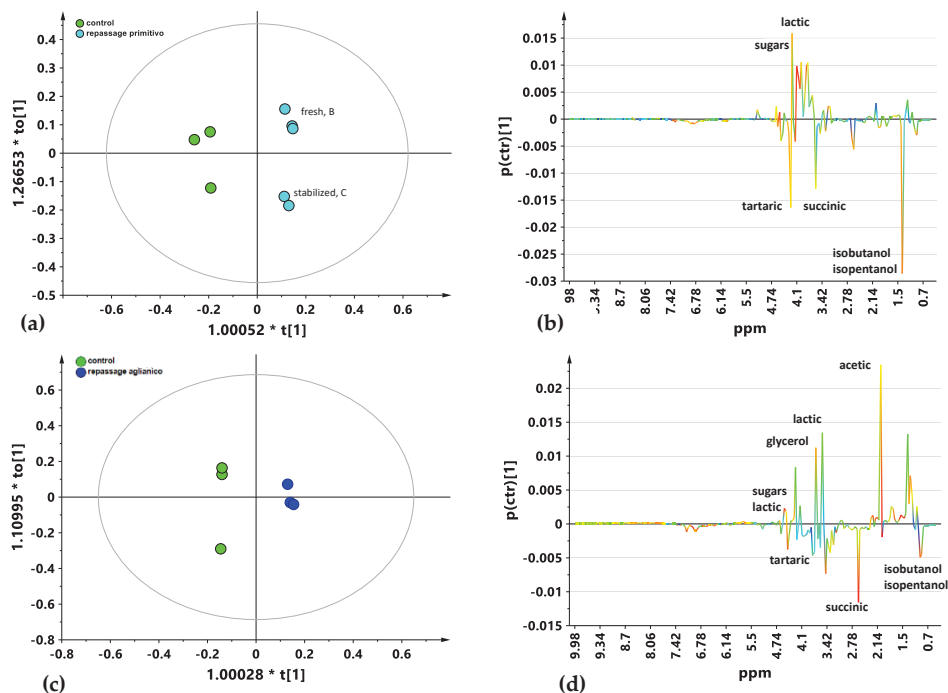 control
repassage primitivo
0.4
0.3
0.2
0.1
0
-0.1
-0.2
-0.3
-0.4
-0.5
1.26653 * to[1]
fresh, B
stabilized, C
-0.6
-0.4
-0.2
0
0.2
0.4
0.6
1.00052 * t[1]
(a)
lactic
sugars
0.015
0.01
0.005
0
-0.005
-0.01
-0.015
-0.02
-0.025
-0.03
p(ctr)[1]
tartaric
succinic
isobutanol
isopentanol
98
-.34
8.7
8.06
7.42
6.78
6.14
5.5
4.74
4.1
3.42
2.78
2.14
1.5
0.7
ppm
(b)
control
repassage aglianico
0.6
0.4
0.2
0
-0.2
-0.4
-0.6
-0.8
1.10995 * to[1]
-0.8
-0.6
-0.4
-0.2
0
0.2
0.4
0.6
0.8
1.00028 * t[1]
(c)
acetic
lactic
glycerol
sugars
lactic
0.02
0.015
0.01
0.005
0
-0.005
-0.01
-0.015
p(ctr)[1]
tartaric
succinic
isobutanol
isopentanol
9.98
9.34
8.7
8.06
7.42
6.78
6.14
5.5
4.74
4.1
3.42
2.78
2.14
1.5
0.7
ppm
(d)